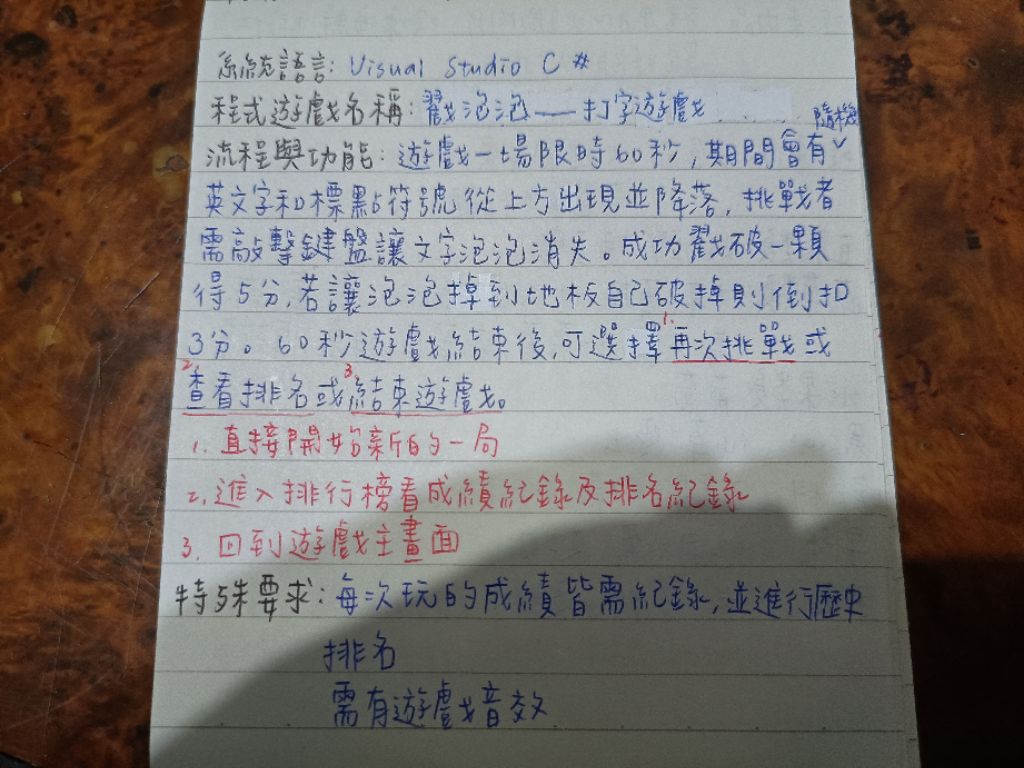 系統語言: Visual Studio C#
程式遊戲名稱: 戳泡泡——打字遊戲
流程與功能: 遊戲一場限時60秒,期間會有隨機
英文字和標點符號從上方出現並降落,挑戰者
需敲擊鍵盤讓文字泡泡消失。成功戳破一顆
得5分,若讓泡泡掉到地板自己破掉則倒扣
3分。60秒遊戲結束後,可選擇1.再次挑戰或
2.查看排名或3.結束遊戲。
1. 直接開始新的一局
2. 進入排行榜看成績紀錄及排名紀錄
3. 回到遊戲主畫面
特殊要求: 每次玩的成績皆需紀錄,並進行歷史
排名
需有遊戲音效